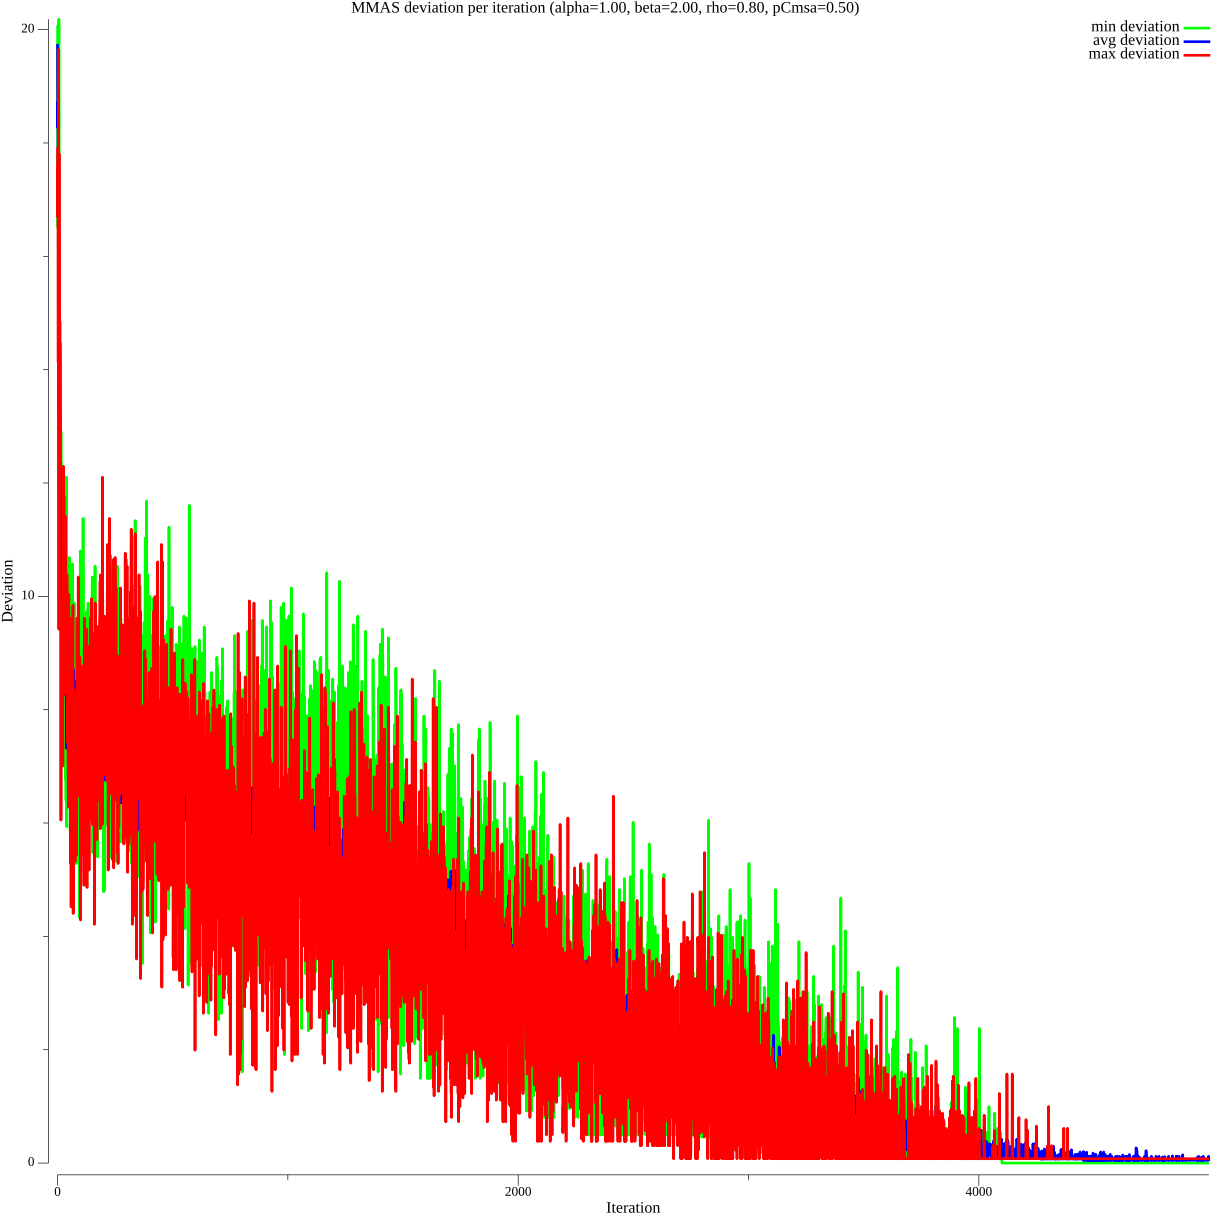 MMAS deviation per iteration (alpha=1.00, beta=2.00, rho=0.80, pCmsa=0.50)
min deviation
avg deviation
max deviation
20
10
0
Deviation
0
2000
4000
Iteration